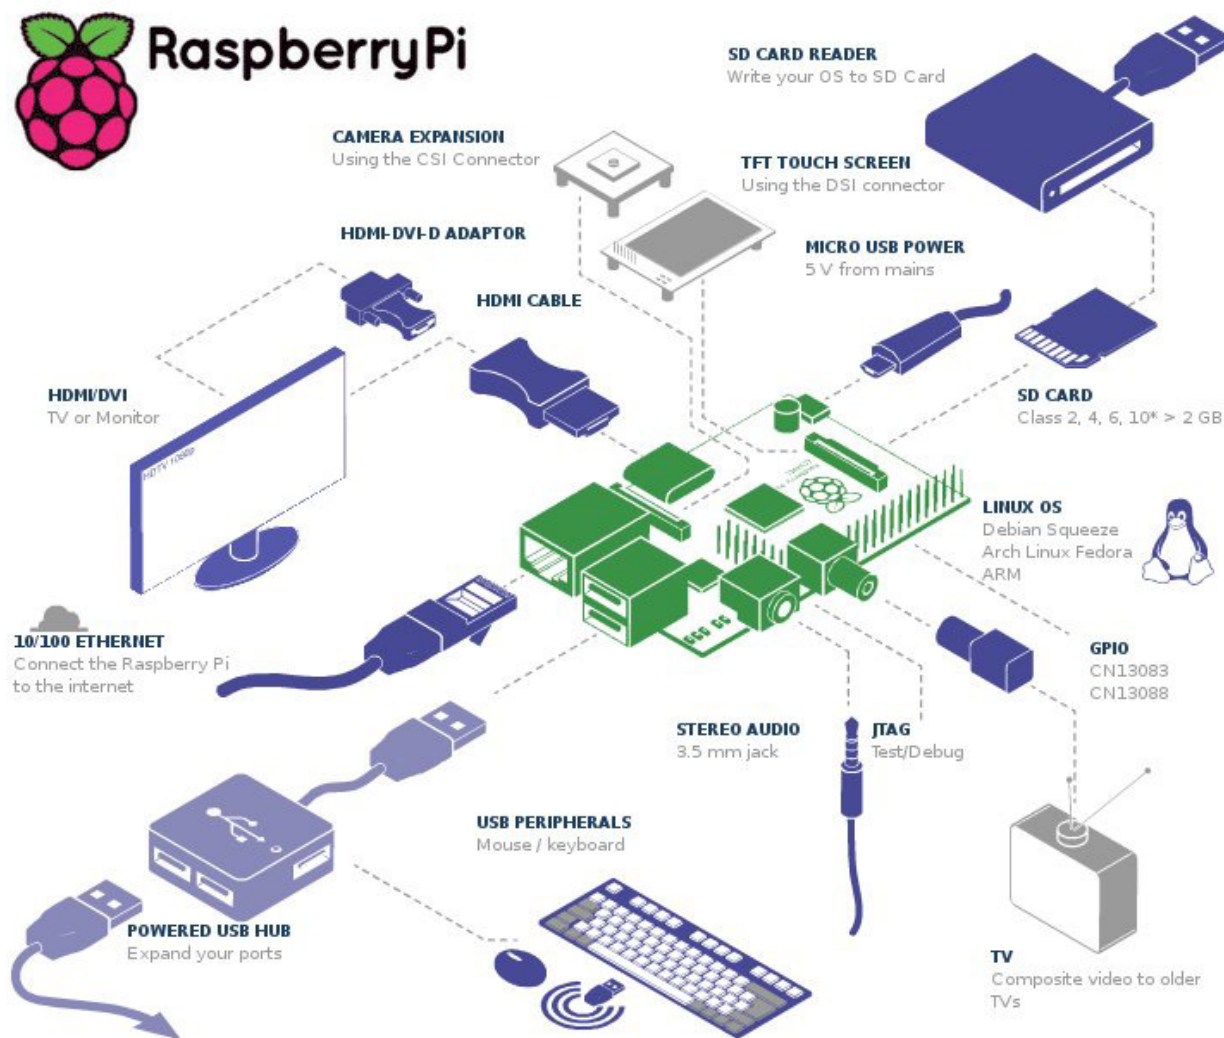 RaspberryPi
SD CARD READER
Write your OS to SD Card
CAMERA EXPANSION
Using the CSI Connector
TFT TOUCH SCREEN
Using the DSI connector
HDMI-DVI-D ADAPTOR
MICRO USB POWER
5 V from mains
HDMI CABLE
HDMI/DVI
TV or Monitor
SD CARD
Class 2, 4, 6, 10* > 2 GB
HDTV 1080p
LINUX OS
Debian Squeeze
Arch Linux Fedora
ARM
10/100 ETHERNET
Connect the Raspberry Pi
to the internet
GPIO
CN13083
CN13088
STEREO AUDIO
3.5 mm jack
JTAG
Test/Debug
USB PERIPHERALS
Mouse / keyboard
POWERED USB HUB
Expand your ports
TV
Composite video to older
TVs